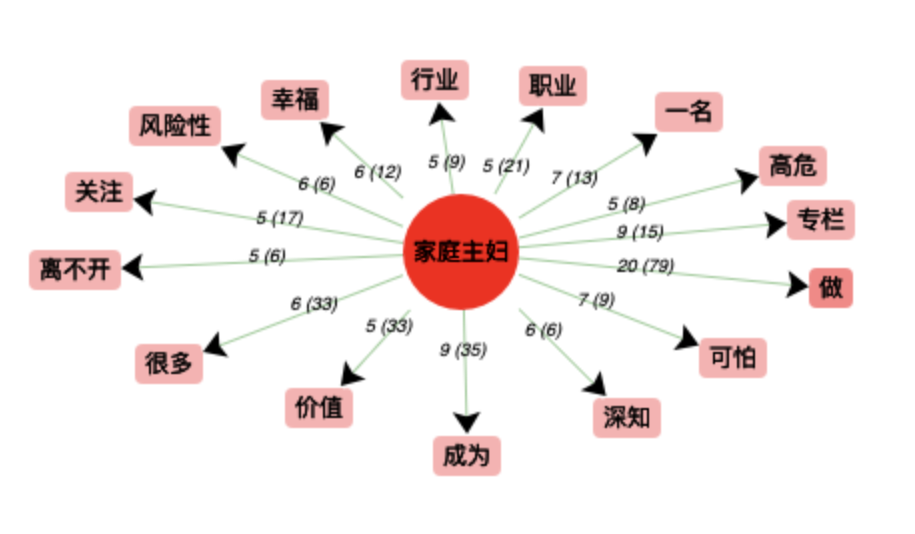 行业
职业
幸福
一名
风险性
高危
5 (9)
5 (21)
6 (12)
7 (13)
6 (6)
关注
5 (8)
专栏
5 (17)
9 (15)
家庭主妇
离不开
5 (6)
20 (79)
做
6 (33)
7 (9)
5 (33)
6 (6)
9 (35)
很多
可怕
价值
深知
成为